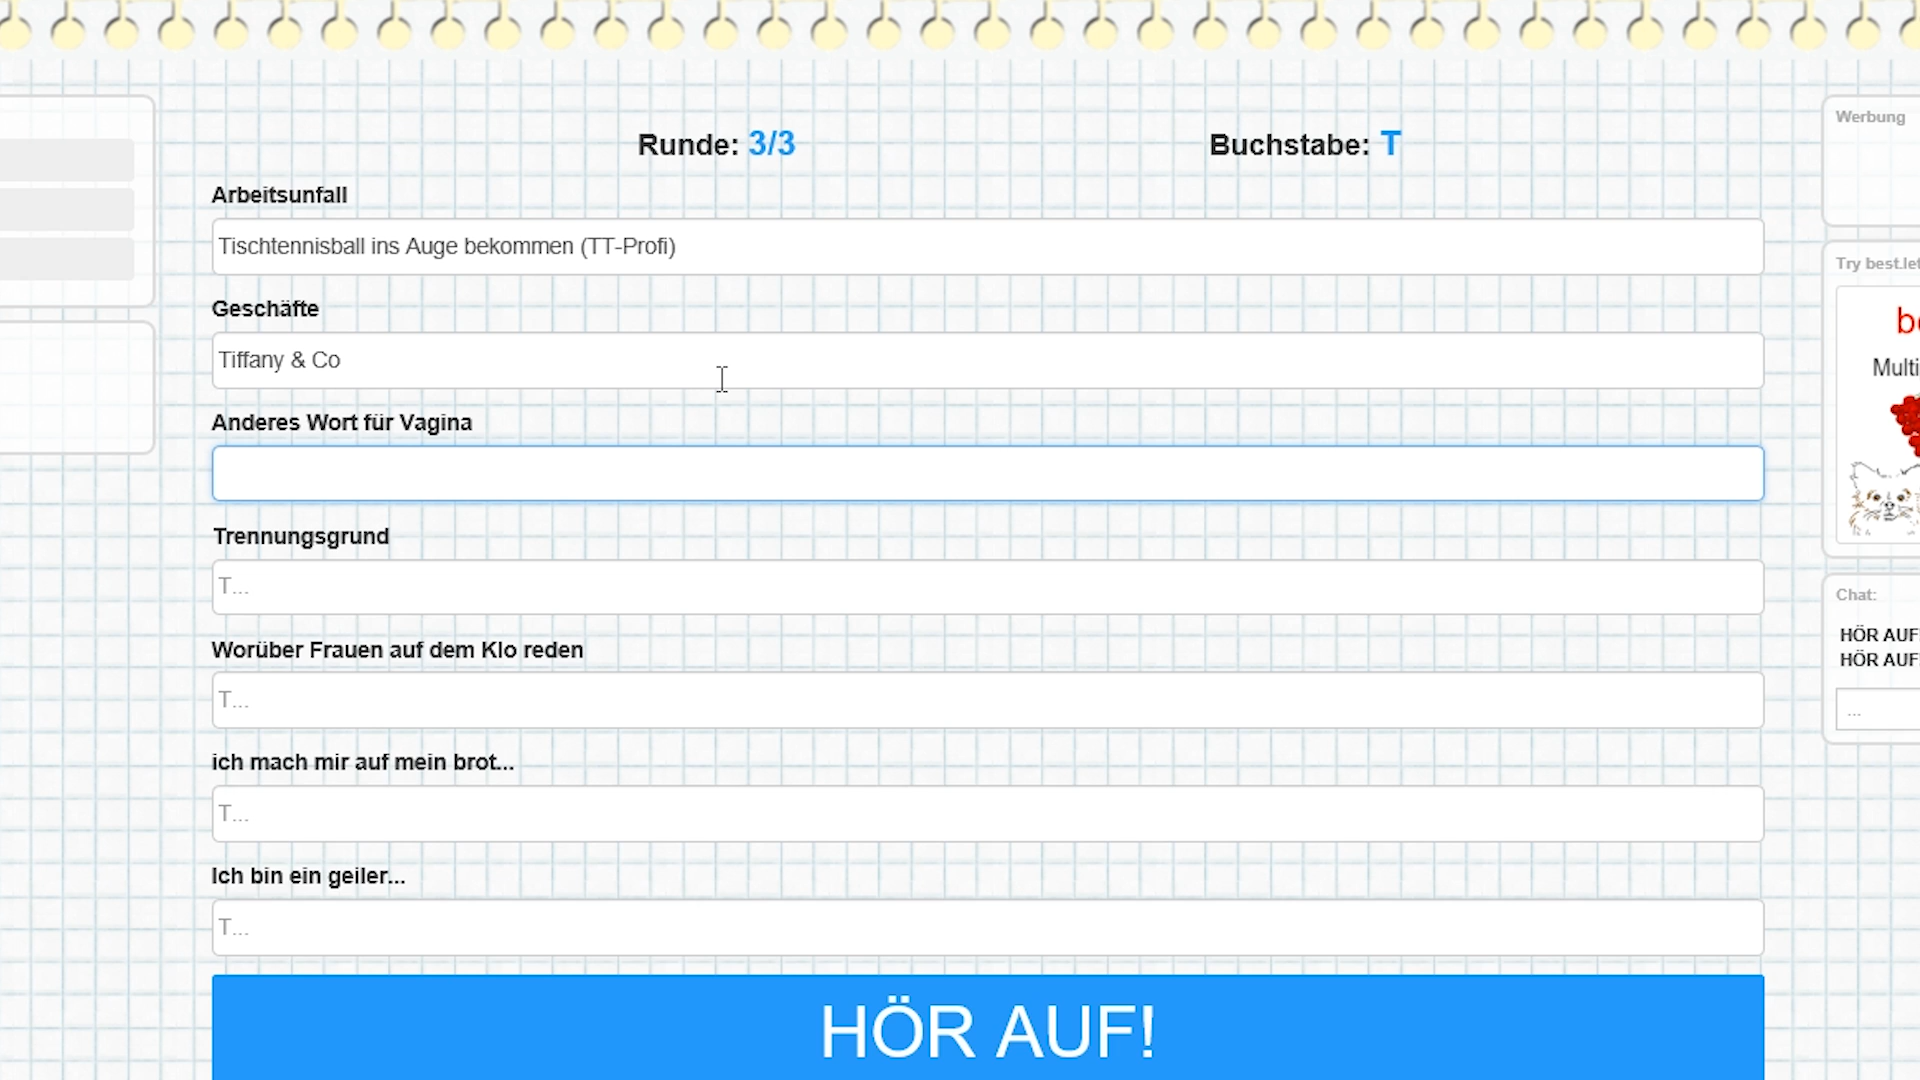 Runde: 3/3
Buchstabe: T
Arbeitsunfall
Tischtennisball ins Auge bekommen (TT-Profi)
Geschäfte
Tiffany & Co
Anderes Wort für Vagina
Trennungsgrund
T...
Worüber Frauen auf dem Klo reden
T...
ich mach mir auf mein brot...
T...
Ich bin ein geiler...
T...
HÖR AUF!
Werbung
Try best.let
be
Multi
Chat:
HÖR AUF
HÖR AUF
...